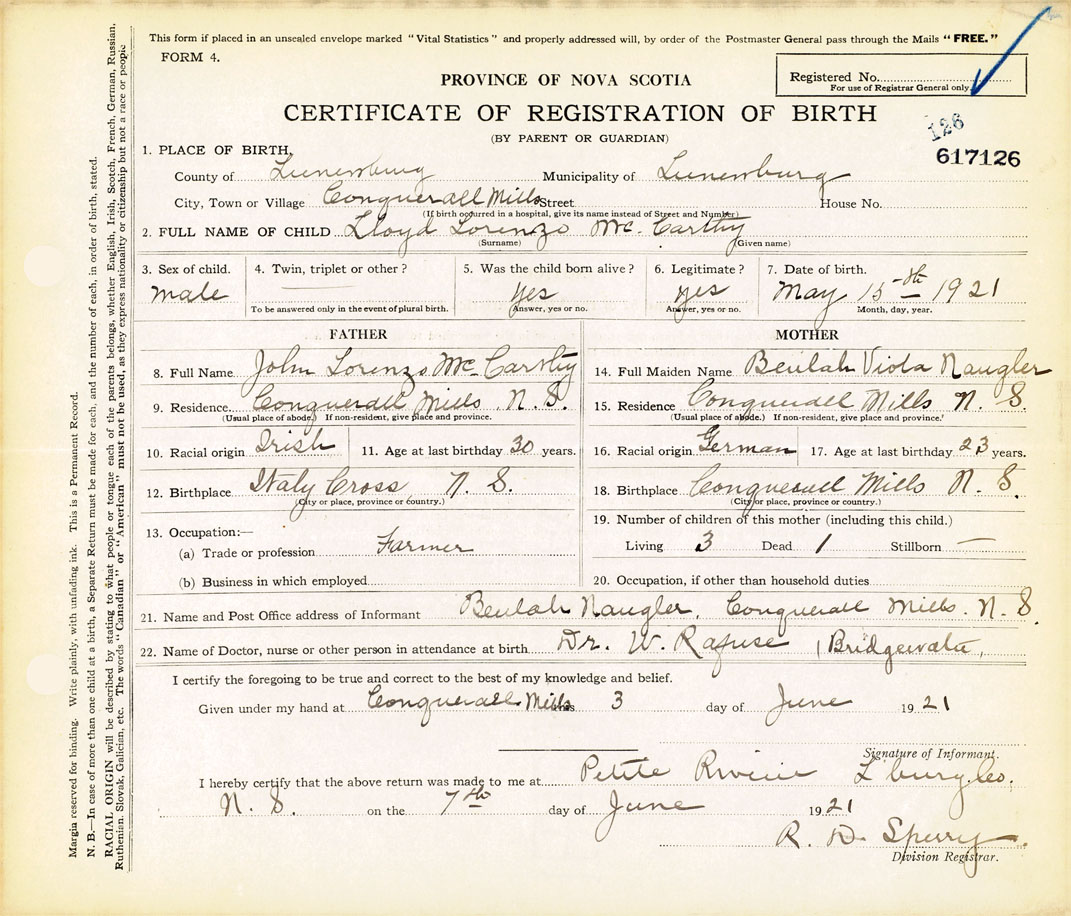 This form if placed in an unsealed envelope marked "Vital Statistics" and properly addressed will, by order of the Postmaster General pass through the Mails "FREE."
FORM 4.
Registered No.
For use of Registrar General only.
PROVINCE OF NOVA SCOTIA
CERTIFICATE OF REGISTRATION OF BIRTH
(BY PARENT OR GUARDIAN)
126
617126
1. PLACE OF BIRTH,
County of Lunenburg Municipality of Lunenburg
City, Town or Village Conquerall Mills Street House No.
(If birth occurred in a hospital, give its name instead of Street and Number)
2. FULL NAME OF CHILD Lloyd Lorenzo Mc. Carthy
(Surname) (Given name)
3. Sex of child. 4. Twin, triplet or other? 5. Was the child born alive? 6. Legitimate? 7. Date of birth.
male yes yes May 15th 1921
To be answered only in the event of plural birth. Answer, yes or no. Answer, yes or no. Month, day, year.
FATHER MOTHER
8. Full Name John Lorenzo Mc Carthy 14. Full Maiden Name Beulah Viola Naugler
9. Residence Conquerall Mills, N. S. 15. Residence Conquerall Mills N. S.
(Usual place of abode.) If non-resident, give place and province. (Usual place of abode.) If non-resident, give place and province.
10. Racial origin Irish 11. Age at last birthday 30 years. 16. Racial origin German 17. Age at last birthday 23 years.
12. Birthplace Italy Cross N. S. 18. Birthplace Conquerall Mills N. S.
(City or place, province or country.) (City or place, province or country.)
13. Occupation:— 19. Number of children of this mother (including this child.)
(a) Trade or profession Farmer Living 3 Dead 1 Stillborn —
(b) Business in which employed 20. Occupation, if other than household duties
21. Name and Post Office address of Informant Beulah Naugler, Conquerall Mills. N. S.
22. Name of Doctor, nurse or other person in attendance at birth Dr. W. Rafuse, Bridgewater,
I certify the foregoing to be true and correct to the best of my knowledge and belief.
Given under my hand at Conquerall Mills 3 day of June 1921
Signature of Informant.
I hereby certify that the above return was made to me at Petite Riviere L'burg Co.
N. S. on the 7th day of June 1921
R. D. Sperry
Division Registrar.
Margin reserved for binding. Write plainly, with unfading ink. This is a Permanent Record.
N. B.—In case of more than one child at a birth, a Separate Return must be made for each, and the number of each, in order of birth, stated.
RACIAL ORIGIN will be described by stating to what people or tongue each of the parents belongs, whether English, Irish, Scotch, French, German, Russian,
Ruthenian, Slovak, Galician, etc. The words "Canadian" or "American" must not be used, as they express nationality or citizenship but not a race or people